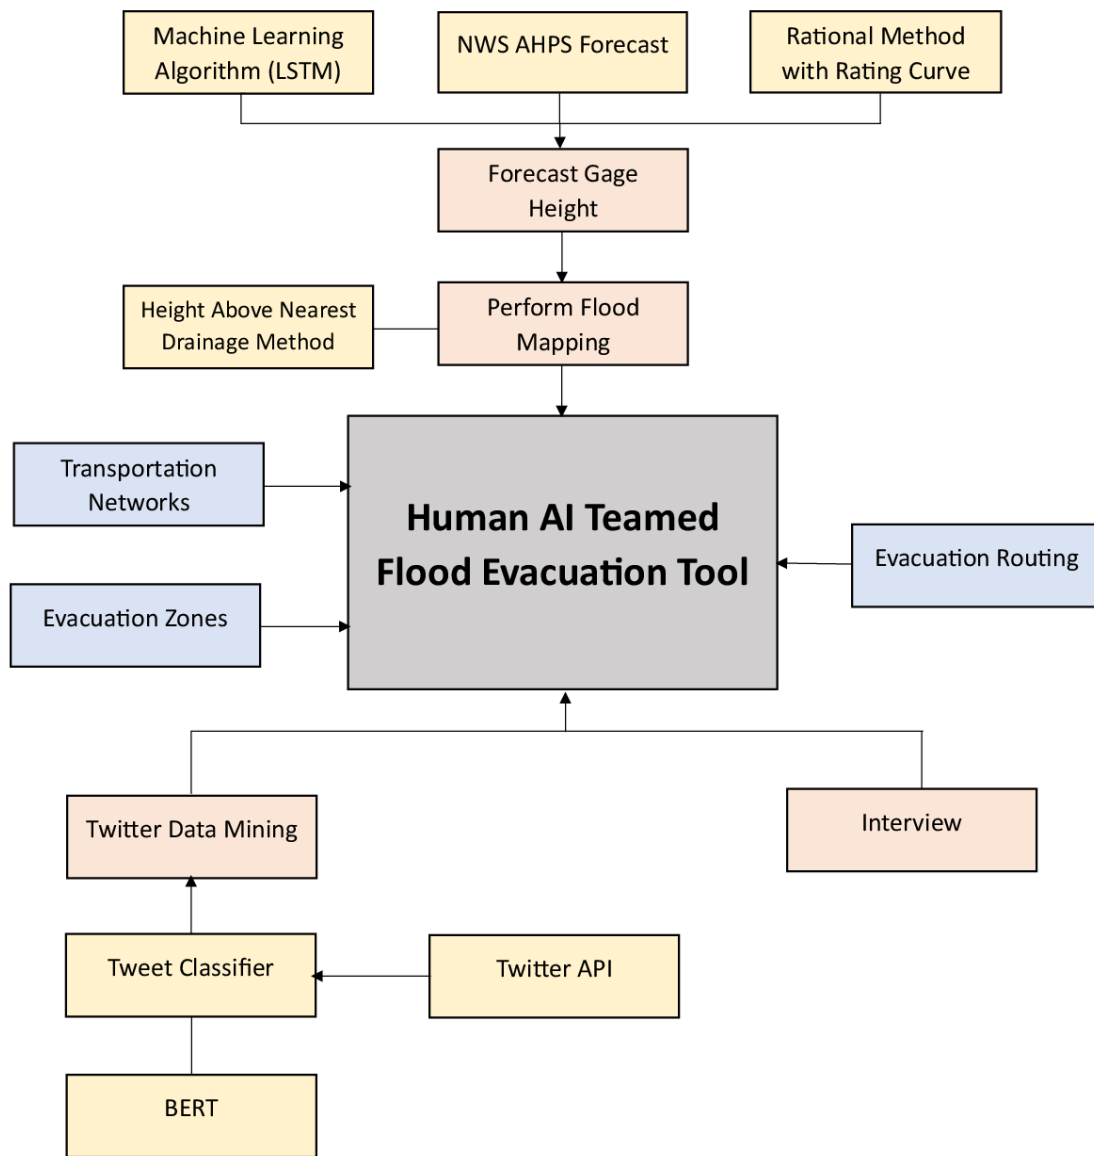 Machine Learning
Algorithm (LSTM)
NWS AHPS Forecast
Rational Method
with Rating Curve
Forecast Gage
Height
Height Above Nearest
Drainage Method
Perform Flood
Mapping
Transportation
Networks
Human AI Teamed
Flood Evacuation Tool
Evacuation Routing
Evacuation Zones
Twitter Data Mining
Interview
Tweet Classifier
Twitter API
BERT